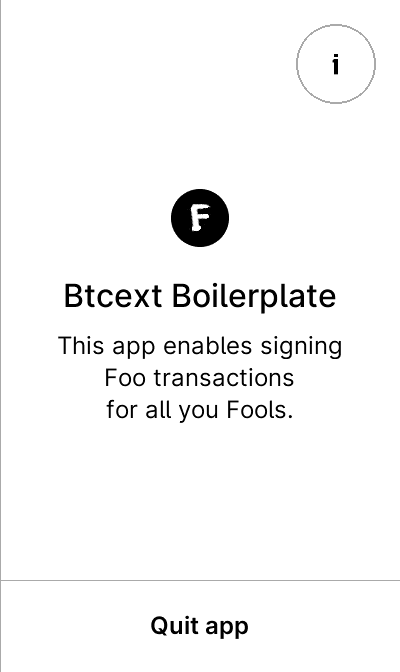 i
F
Btcext Boilerplate
This app enables signing
Foo transactions
for all you Fools.
Quit app